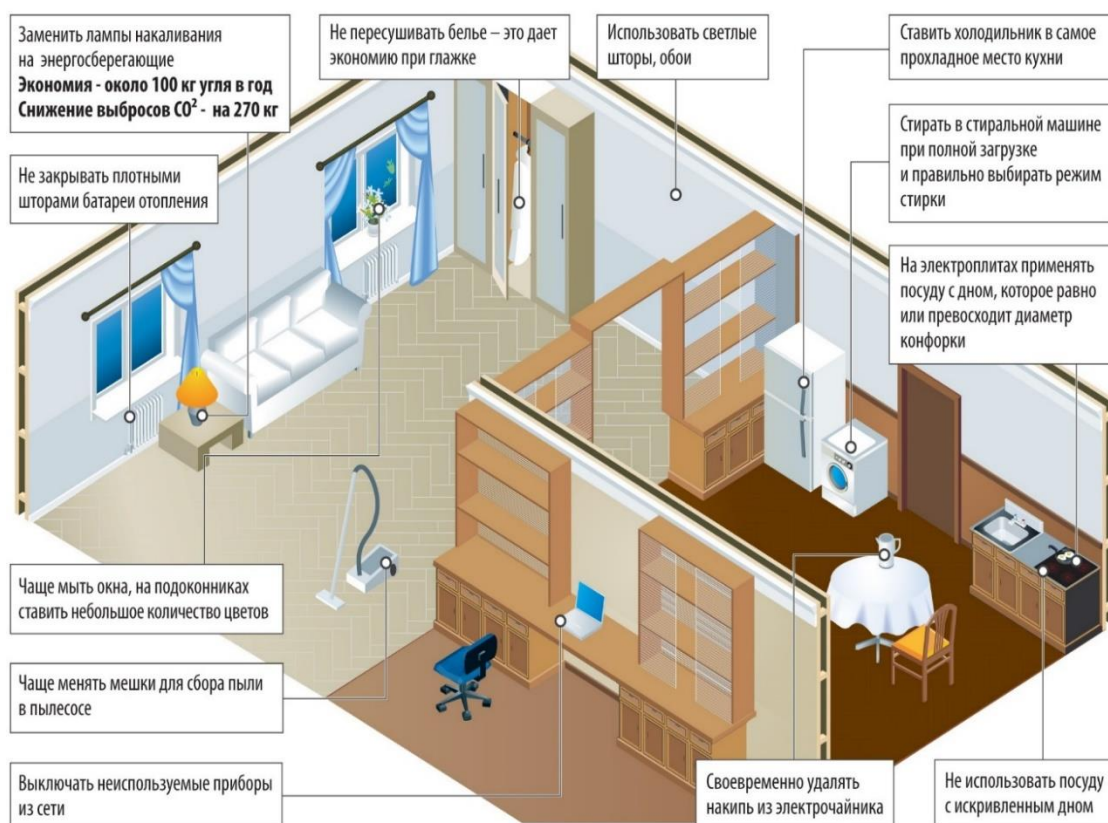 Заменить лампы накаливания
на энергосберегающие
Экономия - около 100 кг угля в год
Снижение выбросов CO² - на 270 кг
Не пересушивать белье – это дает
экономию при глажке
Использовать светлые
шторы, обои
Ставить холодильник в самое
прохладное место кухни
Не закрывать плотными
шторами батареи отопления
Стирать в стиральной машине
при полной загрузке
и правильно выбирать режим
стирки
На электроплитах применять
посуду с дном, которое равно
или превосходит диаметр
конфорки
Чаще мыть окна, на подоконниках
ставить небольшое количество цветов
Чаще менять мешки для сбора пыли
в пылесосе
Выключать неиспользуемые приборы
из сети
Своевременно удалять
накипь из электрочайника
Не использовать посуду
с искривленным дном